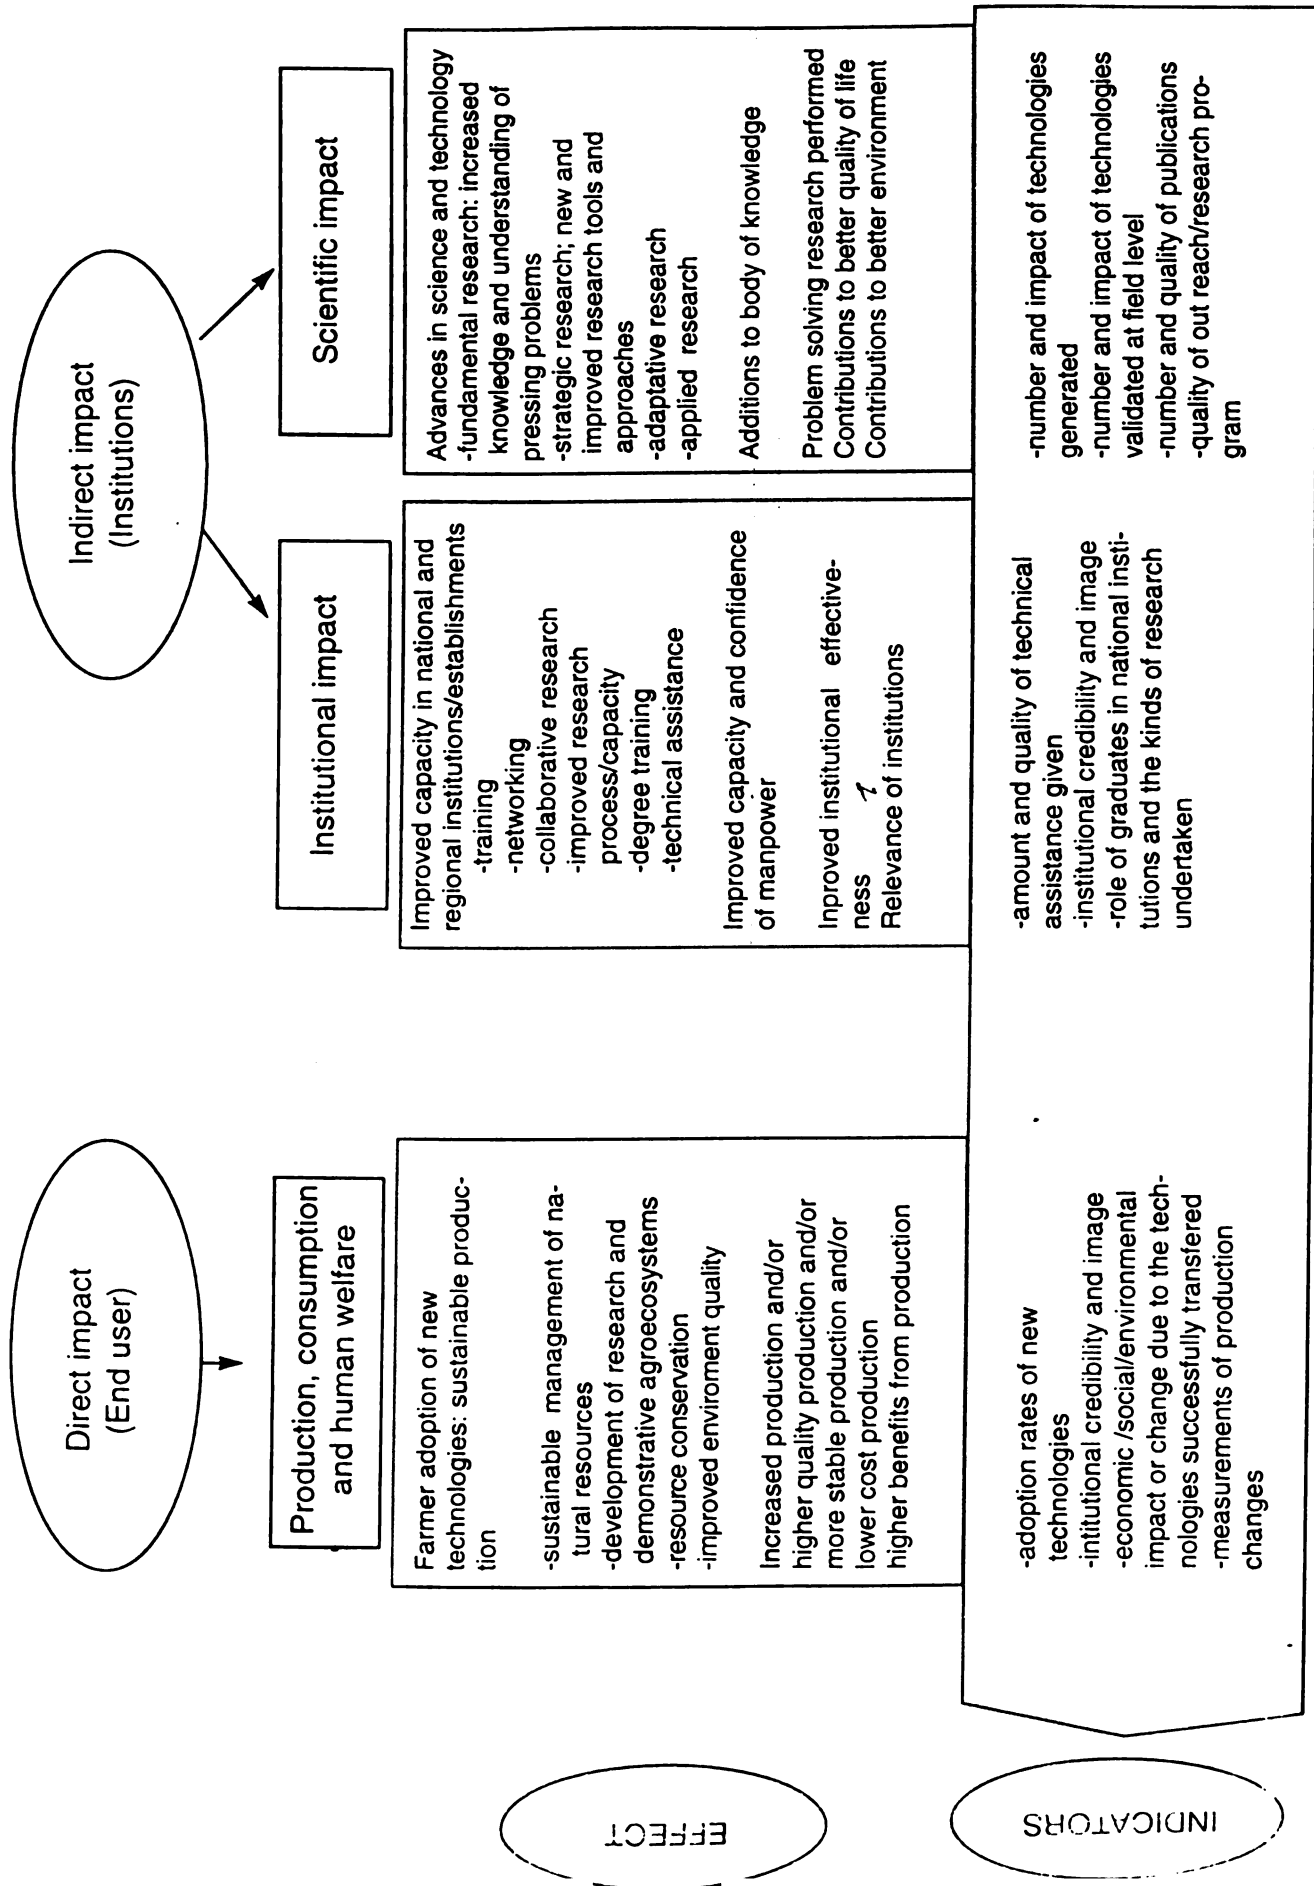 Direct impact
(End user)
Indirect impact
(Institutions)
Production, consumption
and human welfare
Institutional impact
Scientific impact
EFFECT
Farmer adoption of new
technologies: sustainable produc-
tion
-sustainable management of na-
tural resources
-development of research and
demonstrative agroecosystems
-resource conservation
-improved enviroment quality
Increased production and/or
higher quality production and/or
more stable production and/or
lower cost production
higher benefits from production
Improved capacity in national and
regional institutions/establishments
-training
-networking
-collaborative research
-improved research
process/capacity
-degree training
-technical assistance
Improved capacity and confidence
of manpower
Inproved institutional effective-
ness
Relevance of institutions
Advances in science and technology
-fundamental research: increased
knowledge and understanding of
pressing problems
-strategic research; new and
improved research tools and
approaches
-adaptative research
-applied research
Additions to body of knowledge
Problem solving research performed
Contributions to better quality of life
Contributions to better environment
INDICATORS
-adoption rates of new
technologies
-intitutional credibility and image
-economic /social/environmental
impact or change due to the tech-
nologies successfully transfered
-measurements of production
changes
-amount and quality of technical
assistance given
-institutional credibility and image
-role of graduates in national insti-
tutions and the kinds of research
undertaken
-number and impact of technologies
generated
-number and impact of technologies
validated at field level
-number and quality of publications
-quality of out reach/research pro-
gram